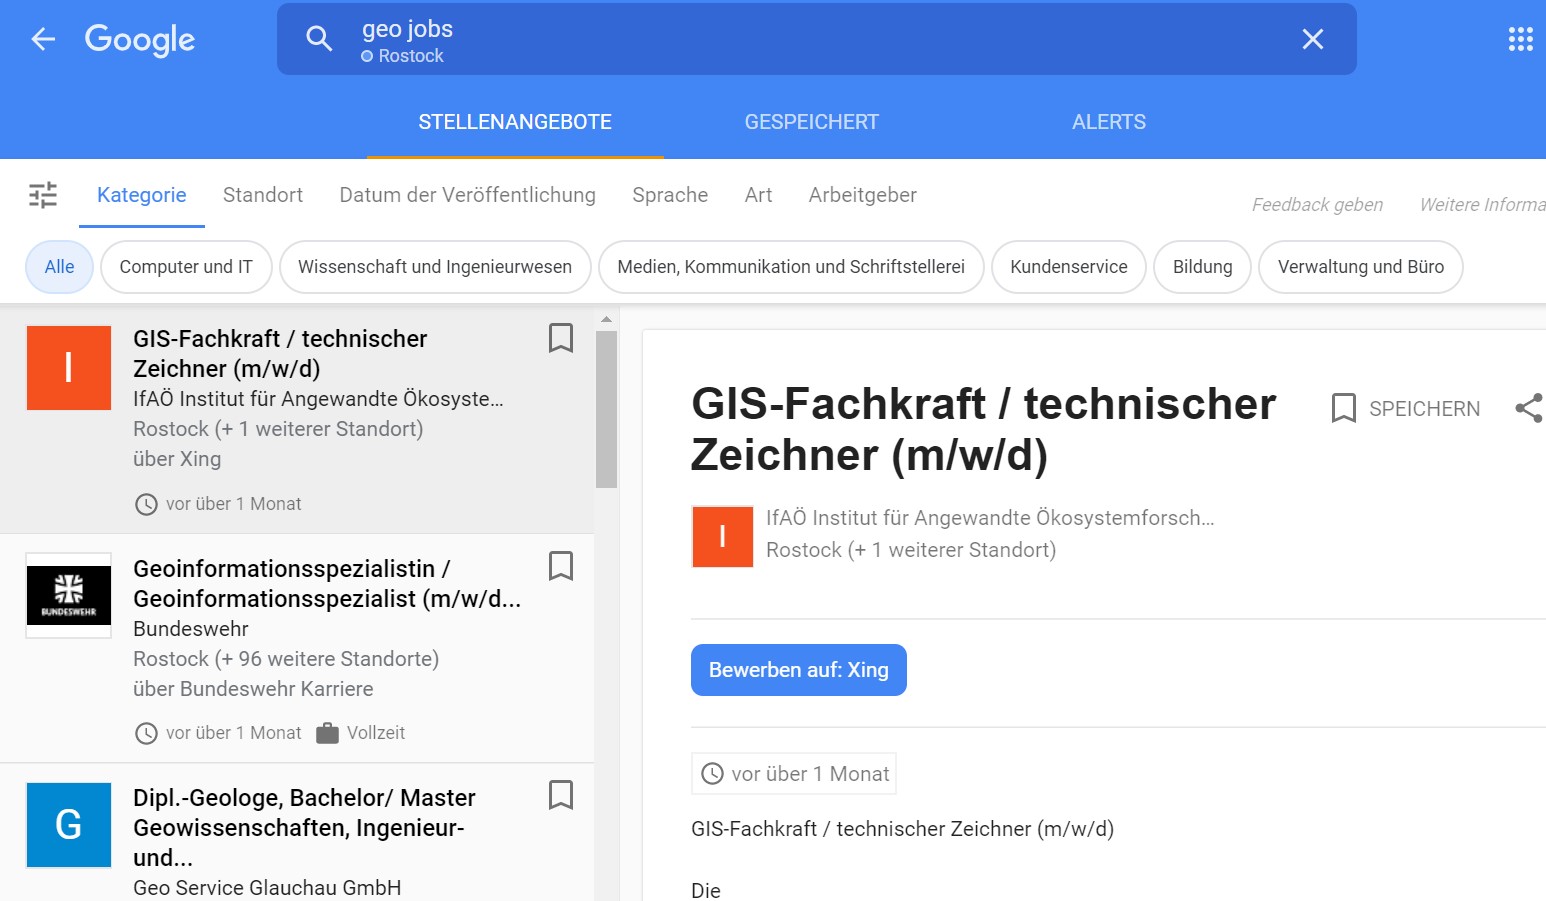 Google
geo jobs
Rostock
STELLENANGEBOTE
GESPEICHERT
ALERTS
Kategorie
Standort
Datum der Veröffentlichung
Sprache
Art
Arbeitgeber
Feedback geben
Weitere Informa
Alle
Computer und IT
Wissenschaft und Ingenieurwesen
Medien, Kommunikation und Schriftstellerei
Kundenservice
Bildung
Verwaltung und Büro
I
GIS-Fachkraft / technischer
Zeichner (m/w/d)
IfAÖ Institut für Angewandte Ökosyste...
Rostock (+ 1 weiterer Standort)
über Xing
vor über 1 Monat
BUNDESWEHR
Geoinformationsspezialistin /
Geoinformationsspezialist (m/w/d...
Bundeswehr
Rostock (+ 96 weitere Standorte)
über Bundeswehr Karriere
vor über 1 Monat
Vollzeit
G
Dipl.-Geologe, Bachelor/ Master
Geowissenschaften, Ingenieur-
und...
Geo Service Glauchau GmbH
GIS-Fachkraft / technischer
Zeichner (m/w/d)
SPEICHERN
I
IfAÖ Institut für Angewandte Ökosystemforsch...
Rostock (+ 1 weiterer Standort)
Bewerben auf: Xing
vor über 1 Monat
GIS-Fachkraft / technischer Zeichner (m/w/d)
Die